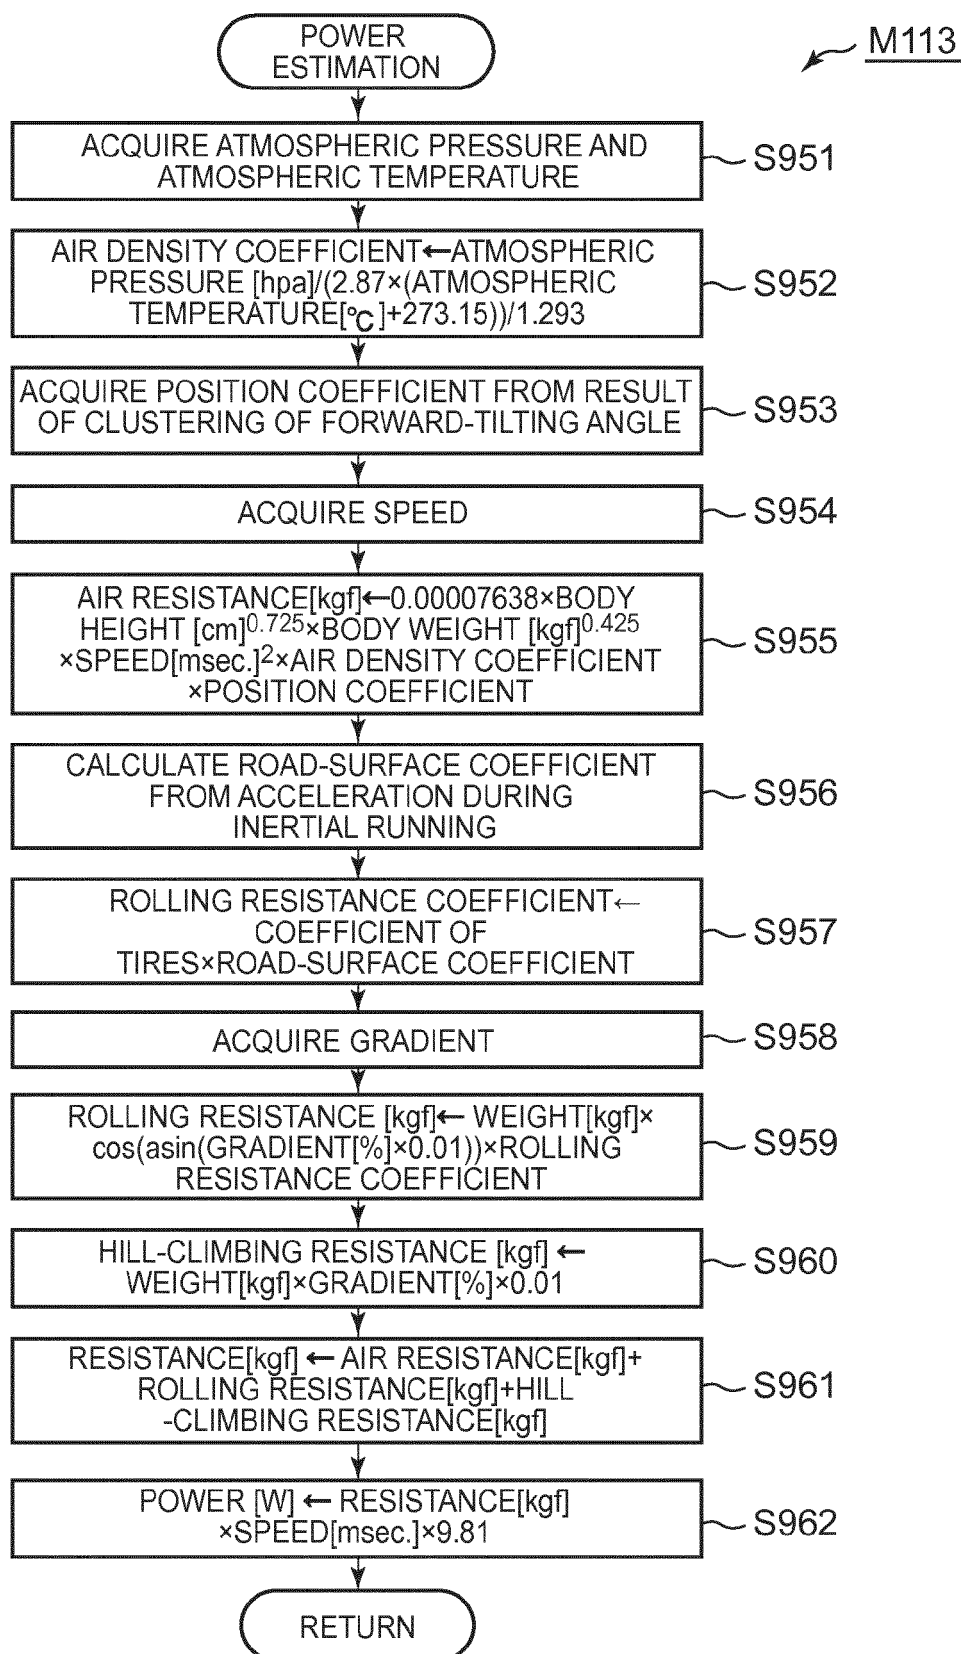 POWER
ESTIMATION
M113
ACQUIRE ATMOSPHERIC PRESSURE AND
ATMOSPHERIC TEMPERATURE
S951
AIR DENSITY COEFFICIENT←ATMOSPHERIC
PRESSURE [hpa]/(2.87×(ATMOSPHERIC
TEMPERATURE[℃]+273.15))/1.293
S952
ACQUIRE POSITION COEFFICIENT FROM RESULT
OF CLUSTERING OF FORWARD-TILTING ANGLE
S953
ACQUIRE SPEED
S954
AIR RESISTANCE[kgf]←0.00007638×BODY
HEIGHT [cm]^0.725×BODY WEIGHT [kgf]^0.425
×SPEED[msec.]²×AIR DENSITY COEFFICIENT
×POSITION COEFFICIENT
S955
CALCULATE ROAD-SURFACE COEFFICIENT
FROM ACCELERATION DURING
INERTIAL RUNNING
S956
ROLLING RESISTANCE COEFFICIENT←
COEFFICIENT OF
TIRES×ROAD-SURFACE COEFFICIENT
S957
ACQUIRE GRADIENT
S958
ROLLING RESISTANCE [kgf]← WEIGHT[kgf]×
cos(asin(GRADIENT[%]×0.01))×ROLLING
RESISTANCE COEFFICIENT
S959
HILL-CLIMBING RESISTANCE [kgf] ←
WEIGHT[kgf]×GRADIENT[%]×0.01
S960
RESISTANCE[kgf] ← AIR RESISTANCE[kgf]+
ROLLING RESISTANCE[kgf]+HILL
-CLIMBING RESISTANCE[kgf]
S961
POWER [W] ← RESISTANCE[kgf]
×SPEED[msec.]×9.81
S962
RETURN